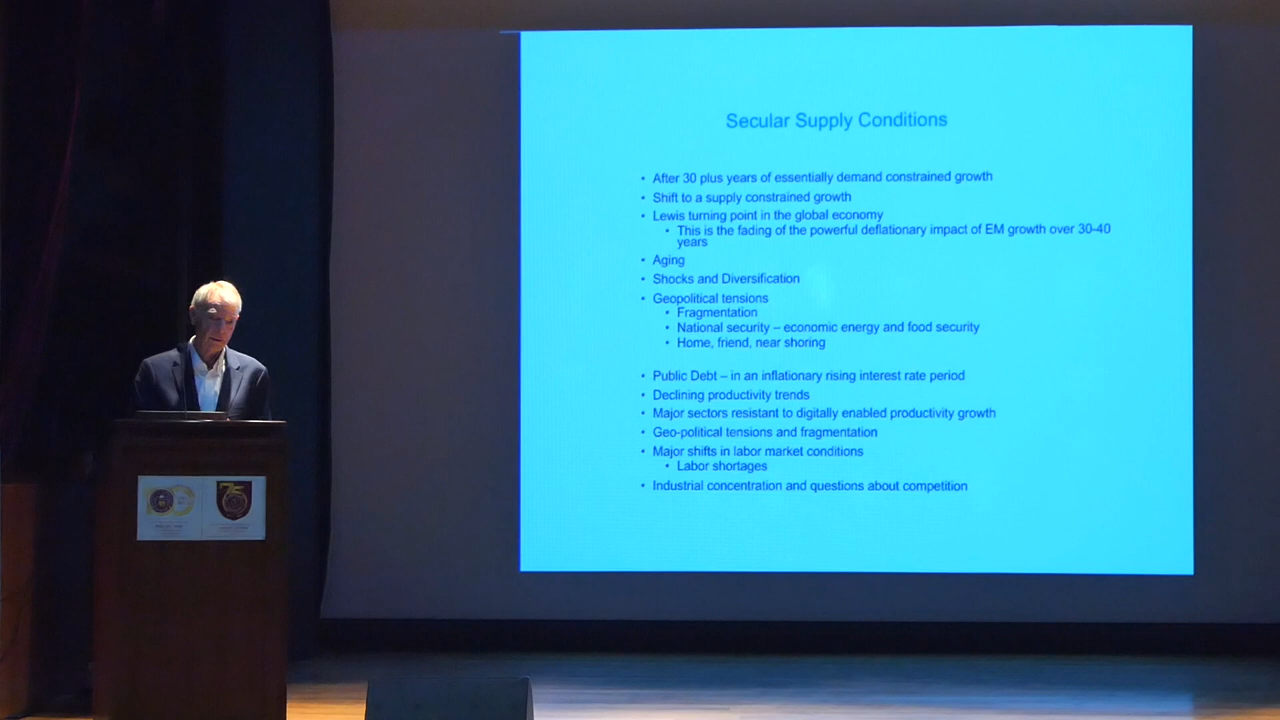 Secular Supply Conditions
• After 30 plus years of essentially demand constrained growth
• Shift to a supply constrained growth
• Lewis turning point in the global economy
• This is the fading of the powerful deflationary impact of EM growth over 30-40
years
• Aging
• Shocks and Diversification
• Geopolitical tensions
• Fragmentation
• National security – economic energy and food security
• Home, friend, near shoring
• Public Debt – in an inflationary rising interest rate period
• Declining productivity trends
• Major sectors resistant to digitally enabled productivity growth
• Geo-political tensions and fragmentation
• Major shifts in labor market conditions
• Labor shortages
• Industrial concentration and questions about competition
75